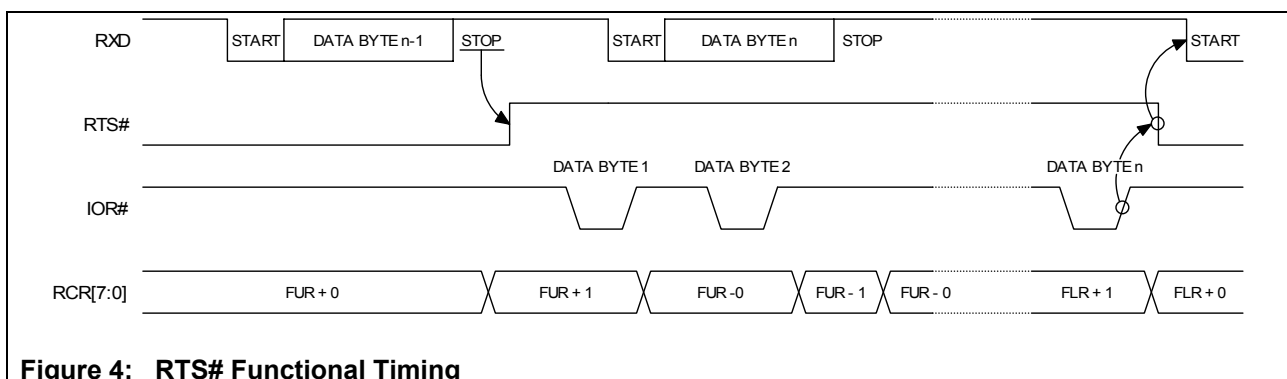 RXD START DATA BYTE n-1 STOP START DATA BYTE n STOP START
RTS#
DATA BYTE 1 DATA BYTE 2 DATA BYTE n
IOR#
RCR[7:0] FUR + 0 FUR + 1 FUR -0 FUR - 1 FUR - 0 FLR + 1 FLR + 0
Figure 4: RTS# Functional Timing